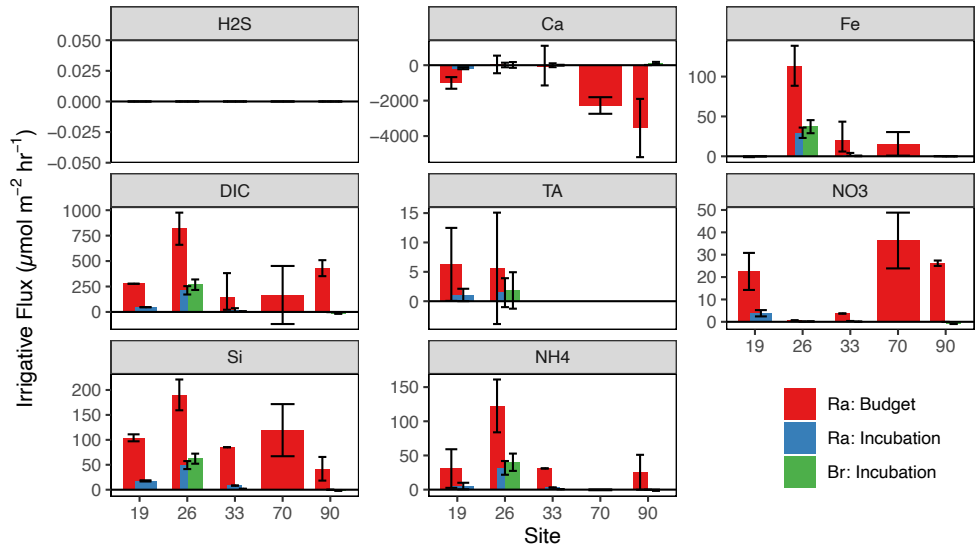 H2S
Ca
Fe
0.050
0.025
0.000
−0.025
−0.050
0
−2000
−4000
100
50
0
DIC
TA
NO3
1000
750
500
250
0
15
10
5
0
50
40
30
20
10
0
19 26 33 70 90
Si
NH4
200
150
100
50
0
150
100
50
0
19 26 33 70 90
19 26 33 70 90
Irrigative Flux (μmol m−2 hr−1)
Site
Ra: Budget
Ra: Incubation
Br: Incubation